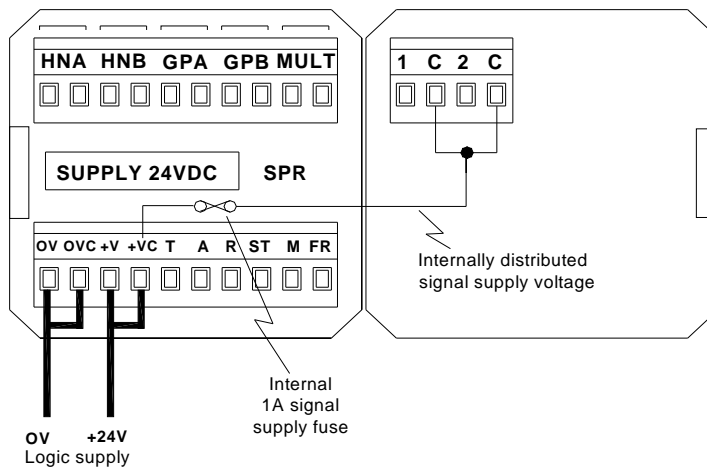 HNA HNB GPA GPB MULT
1 C 2 C
SUPPLY 24VDC SPR
OV OVC +V +VC T A R ST M FR
Internally distributed
signal supply voltage
Internal
1A signal
supply fuse
OV +24V
Logic supply